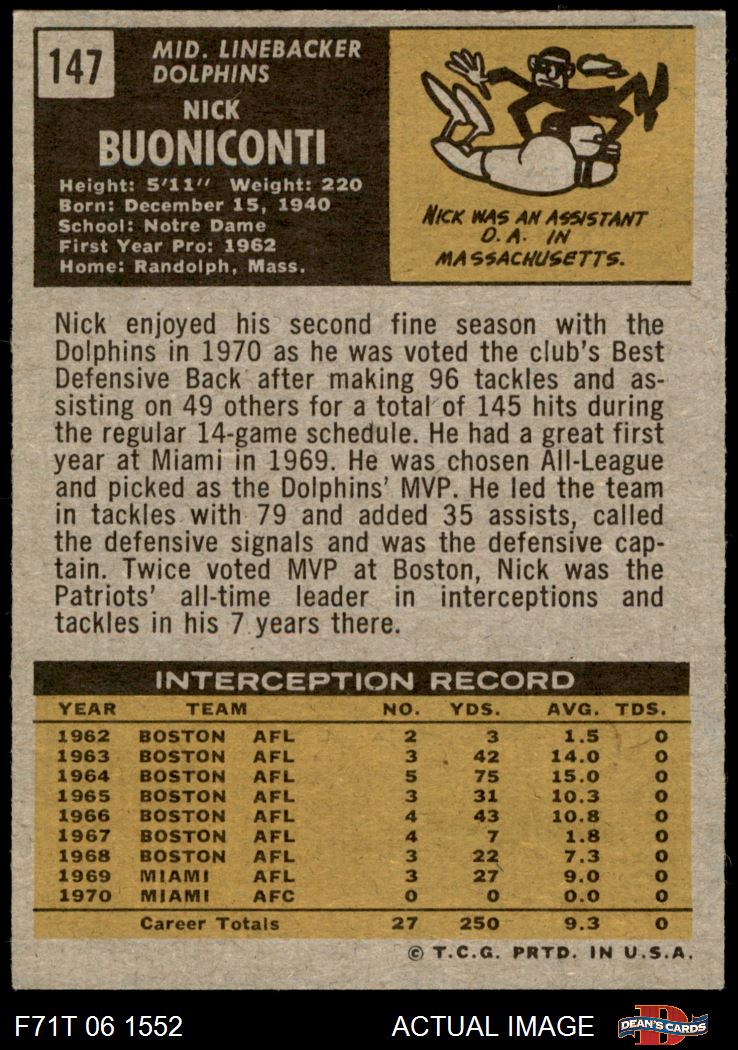 147
MID. LINEBACKER
DOLPHINS
NICK
BUONICONTI
Height: 5'11" Weight: 220
Born: December 15, 1940
School: Notre Dame
First Year Pro: 1962
Home: Randolph, Mass.
NICK WAS AN ASSISTANT
D.A. IN
MASSACHUSETTS.
Nick enjoyed his second fine season with the
Dolphins in 1970 as he was voted the club's Best
Defensive Back after making 96 tackles and as-
sisting on 49 others for a total of 145 hits during
the regular 14-game schedule. He had a great first
year at Miami in 1969. He was chosen All-League
and picked as the Dolphins' MVP. He led the team
in tackles with 79 and added 35 assists, called
the defensive signals and was the defensive cap-
tain. Twice voted MVP at Boston, Nick was the
Patriots' all-time leader in interceptions and
tackles in his 7 years there.
INTERCEPTION RECORD
YEAR TEAM NO. YDS. AVG. TDS.
1962 BOSTON AFL 2 3 1.5 0
1963 BOSTON AFL 3 42 14.0 0
1964 BOSTON AFL 5 75 15.0 0
1965 BOSTON AFL 3 31 10.3 0
1966 BOSTON AFL 4 43 10.8 0
1967 BOSTON AFL 4 7 1.8 0
1968 BOSTON AFL 3 22 7.3 0
1969 MIAMI AFL 3 27 9.0 0
1970 MIAMI AFC 0 0 0.0 0
Career Totals 27 250 9.3 0
© T.C.G. PRTD. IN U.S.A.
F71T 06 1552 ACTUAL IMAGE D DEAN'S CARDS